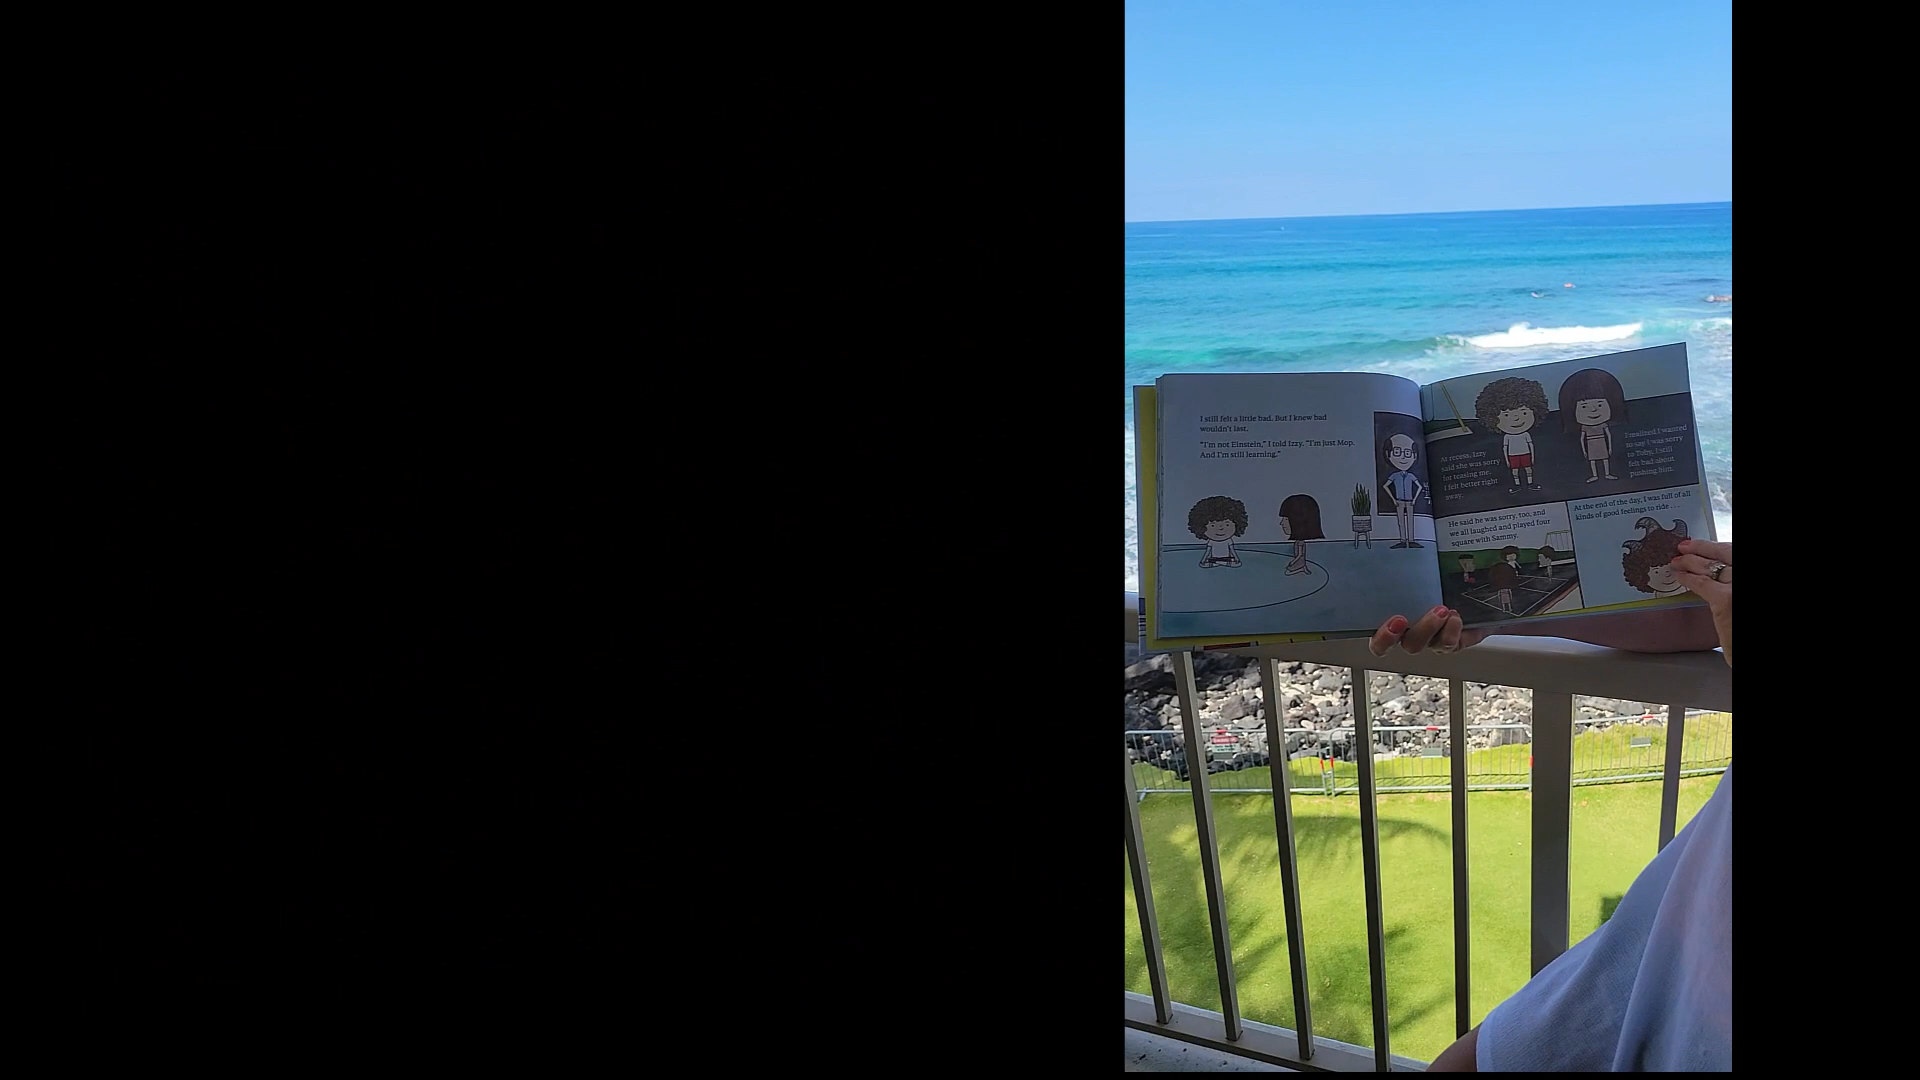 I still felt a little bad. But I knew bad
wouldn't last.
"I'm not Einstein," I told Izzy. "I'm just Mop.
And I'm still learning."
At recess, Izzy
said she was sorry
for teasing me.
I felt better right
away.
I realized I wanted
to say I was sorry
to Toby. I still
felt bad about
pushing him.
He said he was sorry, too, and
we all laughed and played four
square with Sammy.
At the end of the day, I was full of all
kinds of good feelings to ride . . .